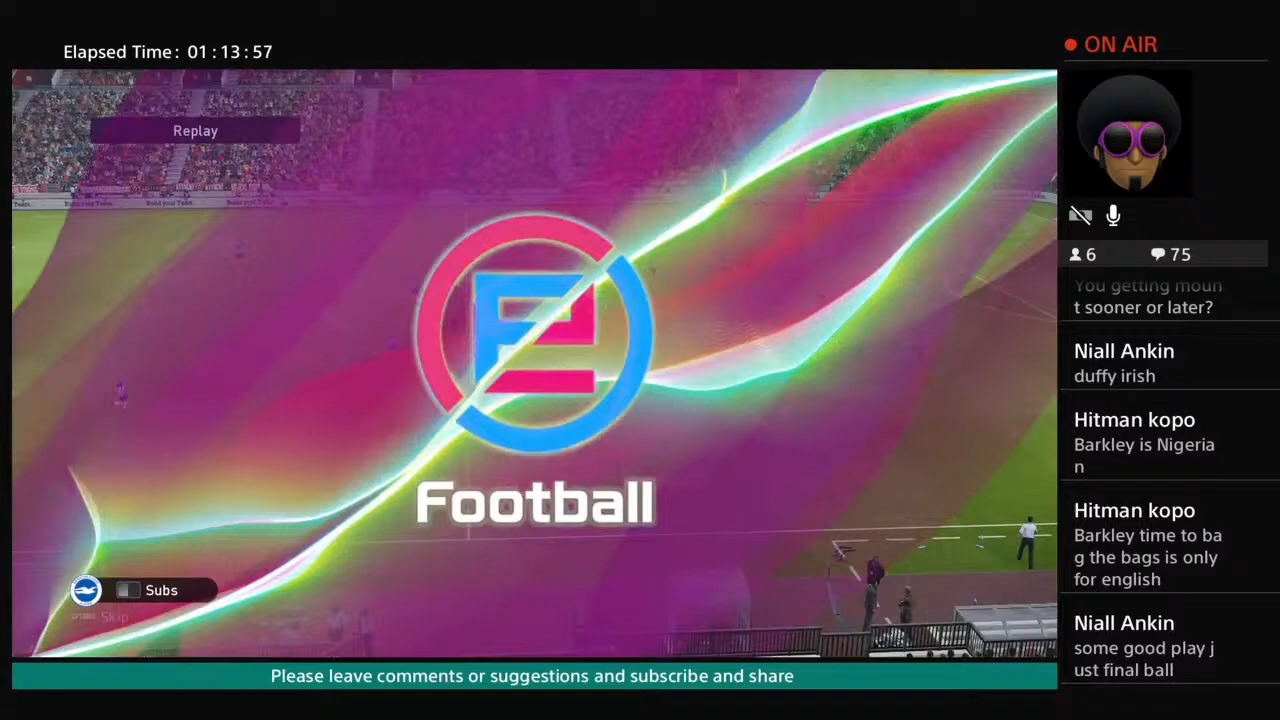 Elapsed Time: 01:13:57
ON AIR
Replay
6
75
You getting moun
t sooner or later?
Niall Ankin
duffy irish
Hitman kopo
Barkley is Nigeria
n
Hitman kopo
Barkley time to ba
g the bags is only
for english
Niall Ankin
some good play j
ust final ball
Football
Subs
Skip
Please leave comments or suggestions and subscribe and share